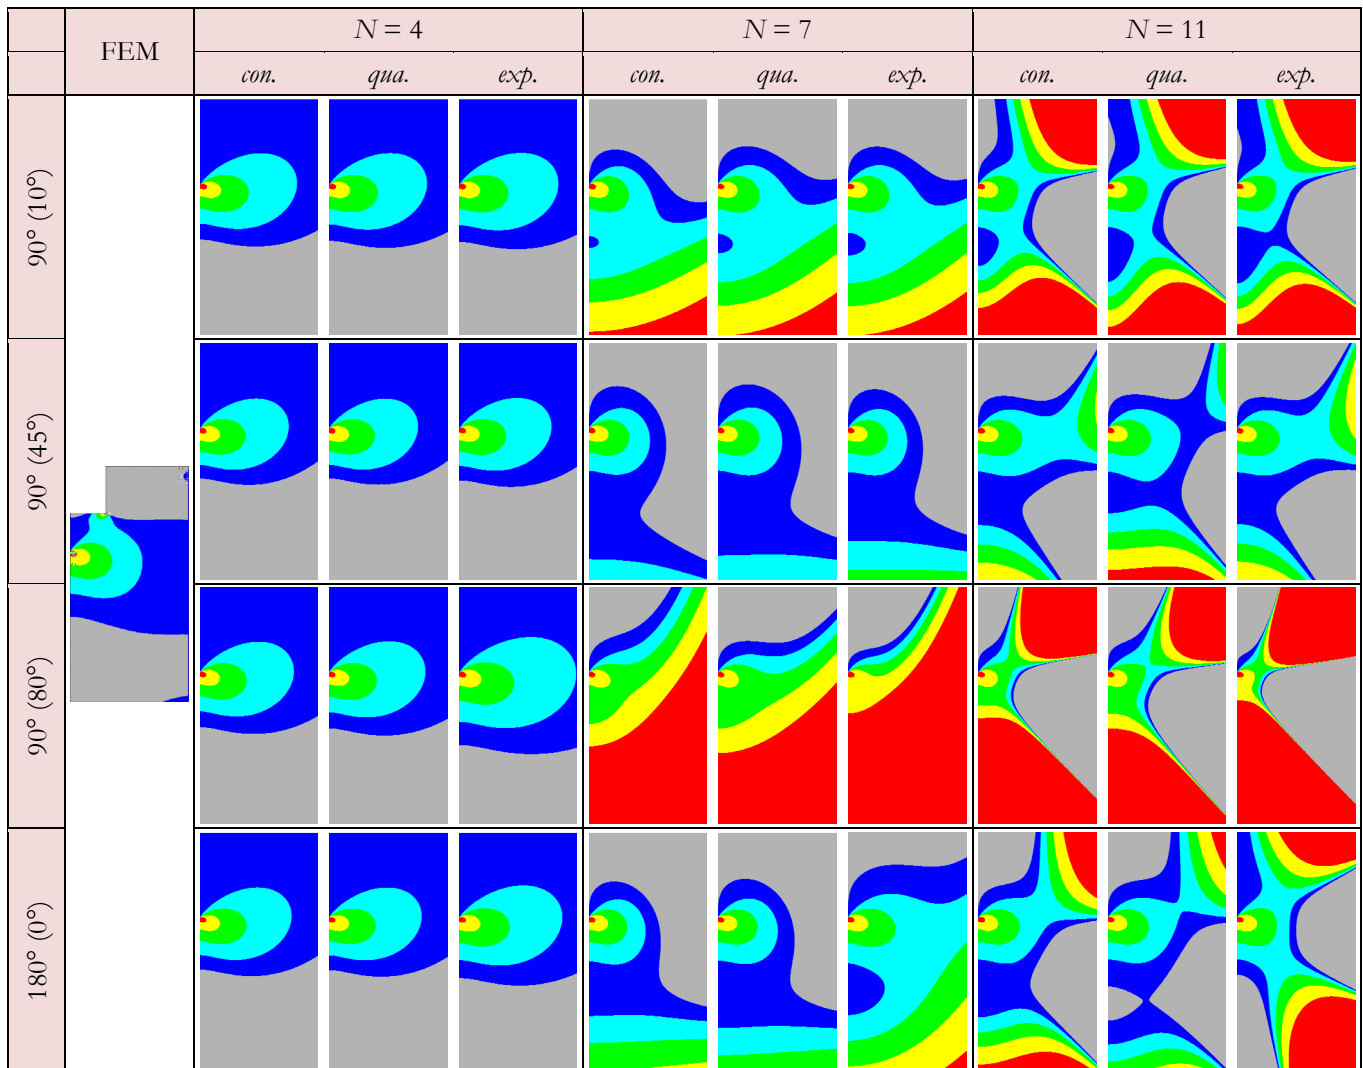 FEM
N = 4
N = 7
N = 11
con. qua. exp. con. qua. exp. con. qua. exp.
90° (10°)
90° (45°)
90° (80°)
180° (0°)